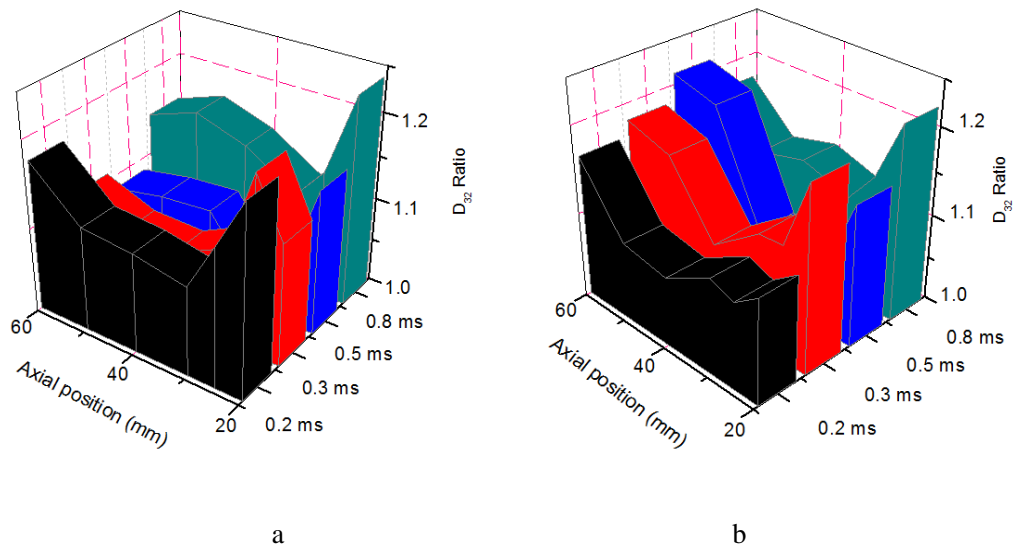 1.2
1.1
1.0
D32 Ratio
0.8 ms
0.5 ms
0.3 ms
0.2 ms
60
40
20
Axial position (mm)
1.2
1.1
1.0
D32 Ratio
0.8 ms
0.5 ms
0.3 ms
0.2 ms
60
40
20
Axial position (mm)
a
b